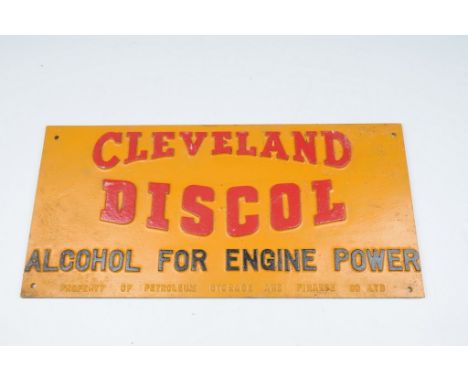 CLEVELAND
DISCOL
ALCOHOL FOR ENGINE POWER
PROPERTY OF PETROLEUM STORAGE AND FINANCE CO LTD